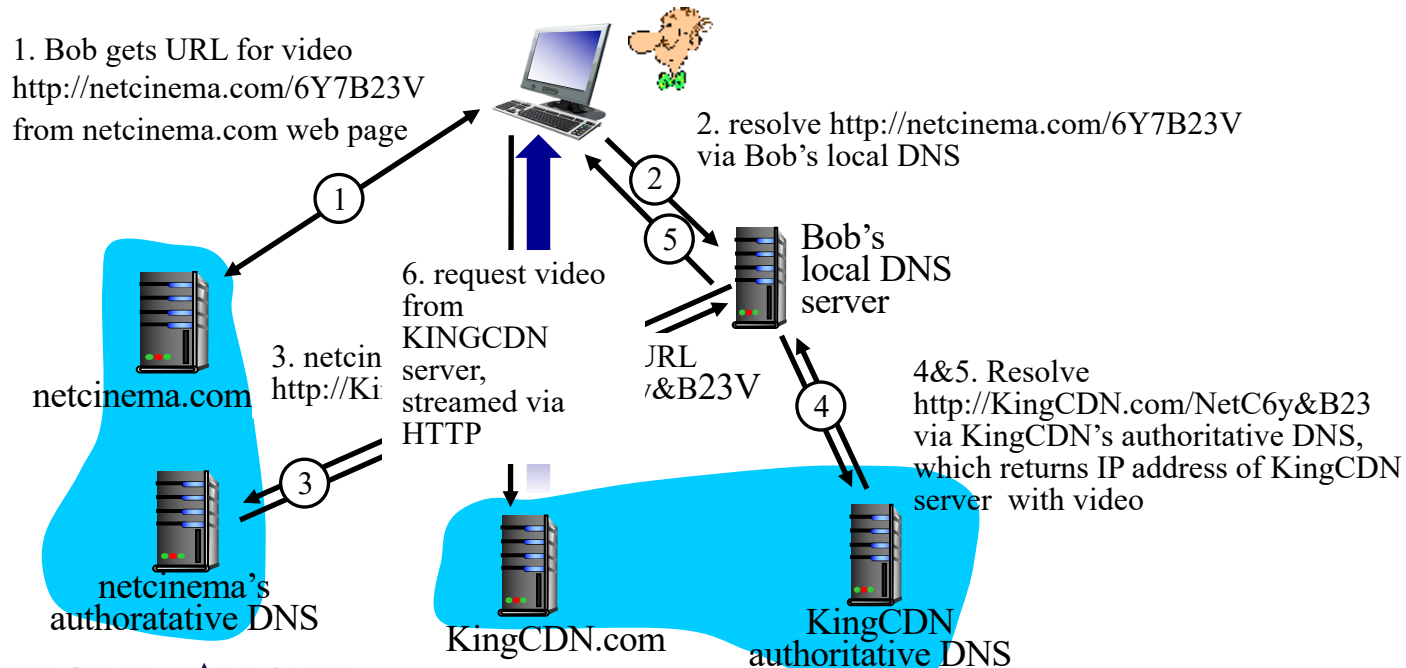 1. Bob gets URL for video
http://netcinema.com/6Y7B23V
from netcinema.com web page
2. resolve http://netcinema.com/6Y7B23V
via Bob's local DNS
1
2
5
Bob's
local DNS
server
6. request video
from
KINGCDN
server,
streamed via
HTTP
3. netcin
http://Ki
URL
&B23V
netcinema.com
4
4&5. Resolve
http://KingCDN.com/NetC6y&B23
via KingCDN's authoritative DNS,
which returns IP address of KingCDN
server with video
3
netcinema's
authoratative DNS
KingCDN.com
KingCDN
authoritative DNS